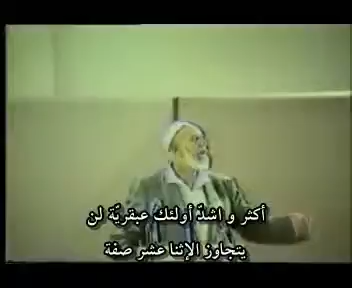 أكثر و اشدّ أولئك عبقريّة لن
يتجاوز الإثنا عشر صفة